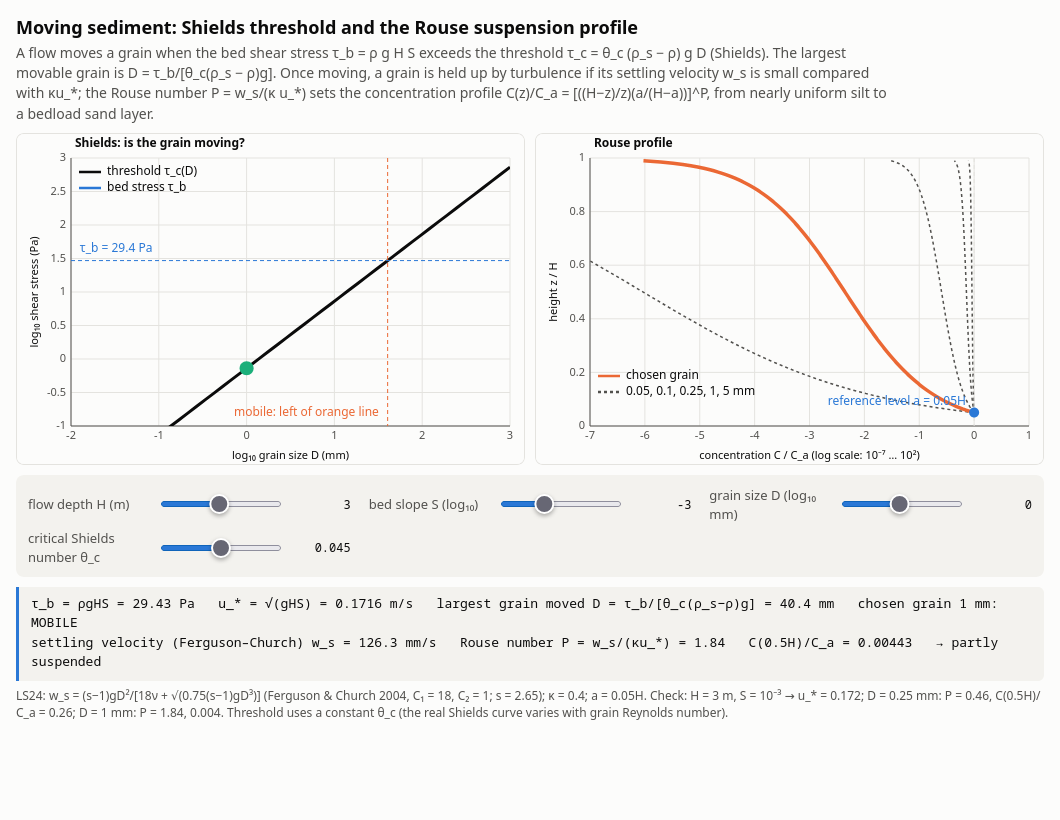 Moving sediment: Shields threshold and the Rouse suspension profile
A flow moves a grain when the bed shear stress τ_b = ρ g H S exceeds the threshold τ_c = θ_c (ρ_s − ρ) g D (Shields). The largest
movable grain is D = τ_b/[θ_c(ρ_s − ρ)g]. Once moving, a grain is held up by turbulence if its settling velocity w_s is small compared
with κu_*; the Rouse number P = w_s/(κ u_*) sets the concentration profile C(z)/C_a = [((H−z)/z)(a/(H−a))]^P, from nearly uniform silt to
a bedload sand layer.
Shields: is the grain moving?
3
2.5
2
1.5
1
0.5
0
-0.5
-1
-2
-1
0
1
2
3
log₁₀ shear stress (Pa)
log₁₀ grain size D (mm)
threshold τ_c(D)
bed stress τ_b
τ_b = 29.4 Pa
mobile: left of orange line
Rouse profile
1
0.8
0.6
0.4
0.2
0
-7
-6
-5
-4
-3
-2
-1
0
1
height z / H
concentration C / C_a (log scale: 10⁻⁷ … 10²)
chosen grain
0.05, 0.1, 0.25, 1, 5 mm
reference level a = 0.05H
flow depth H (m)
3
bed slope S (log₁₀)
-3
grain size D (log₁₀
mm)
0
critical Shields
number θ_c
0.045
τ_b = ρgHS = 29.43 Pa u_* = √(gHS) = 0.1716 m/s largest grain moved D = τ_b/[θ_c(ρ_s−ρ)g] = 40.4 mm chosen grain 1 mm:
MOBILE
settling velocity (Ferguson–Church) w_s = 126.3 mm/s Rouse number P = w_s/(κu_*) = 1.84 C(0.5H)/C_a = 0.00443 → partly
suspended
LS24: w_s = (s−1)gD²/[18ν + √(0.75(s−1)gD³)] (Ferguson & Church 2004, C₁ = 18, C₂ = 1; s = 2.65); κ = 0.4; a = 0.05H. Check: H = 3 m, S = 10⁻³ → u_* = 0.172; D = 0.25 mm: P = 0.46, C(0.5H)/
C_a = 0.26; D = 1 mm: P = 1.84, 0.004. Threshold uses a constant θ_c (the real Shields curve varies with grain Reynolds number).